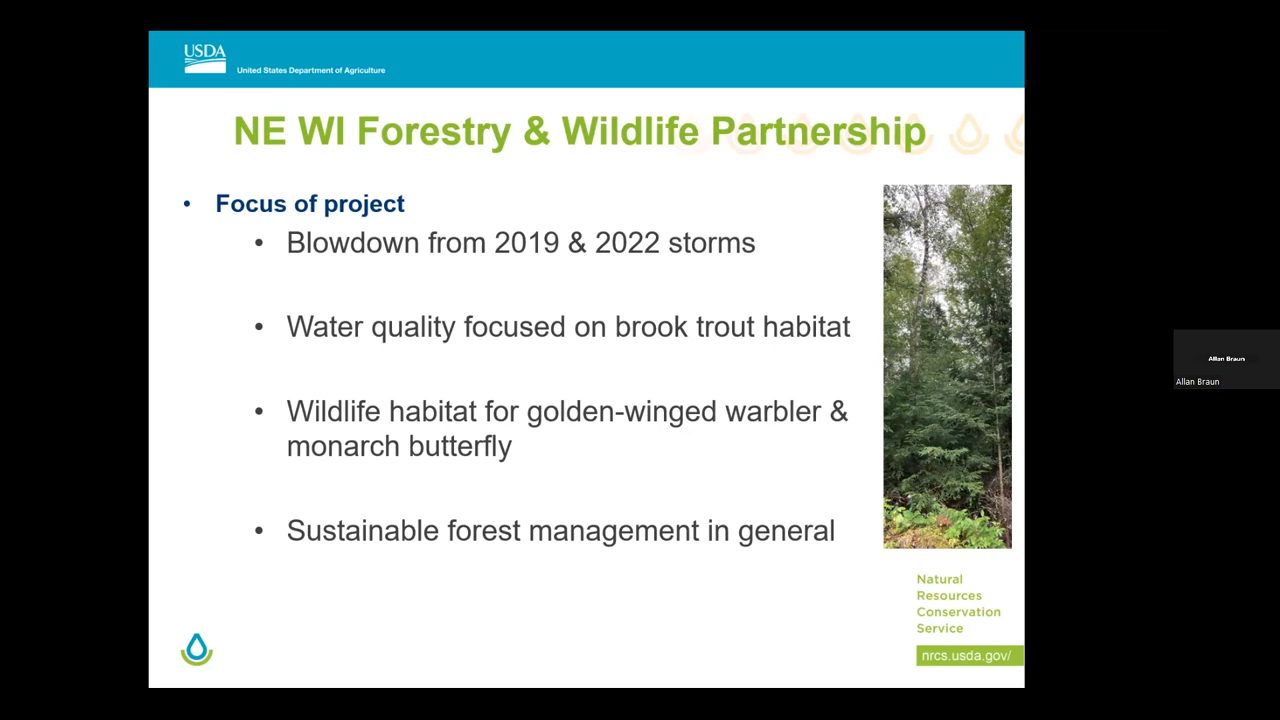 USDA
United States Department of Agriculture
NE WI Forestry & Wildlife Partnership
• Focus of project
• Blowdown from 2019 & 2022 storms
• Water quality focused on brook trout habitat
• Wildlife habitat for golden-winged warbler &
monarch butterfly
• Sustainable forest management in general
Natural
Resources
Conservation
Service
nrcs.usda.gov/
Allan Braun
Allan Braun